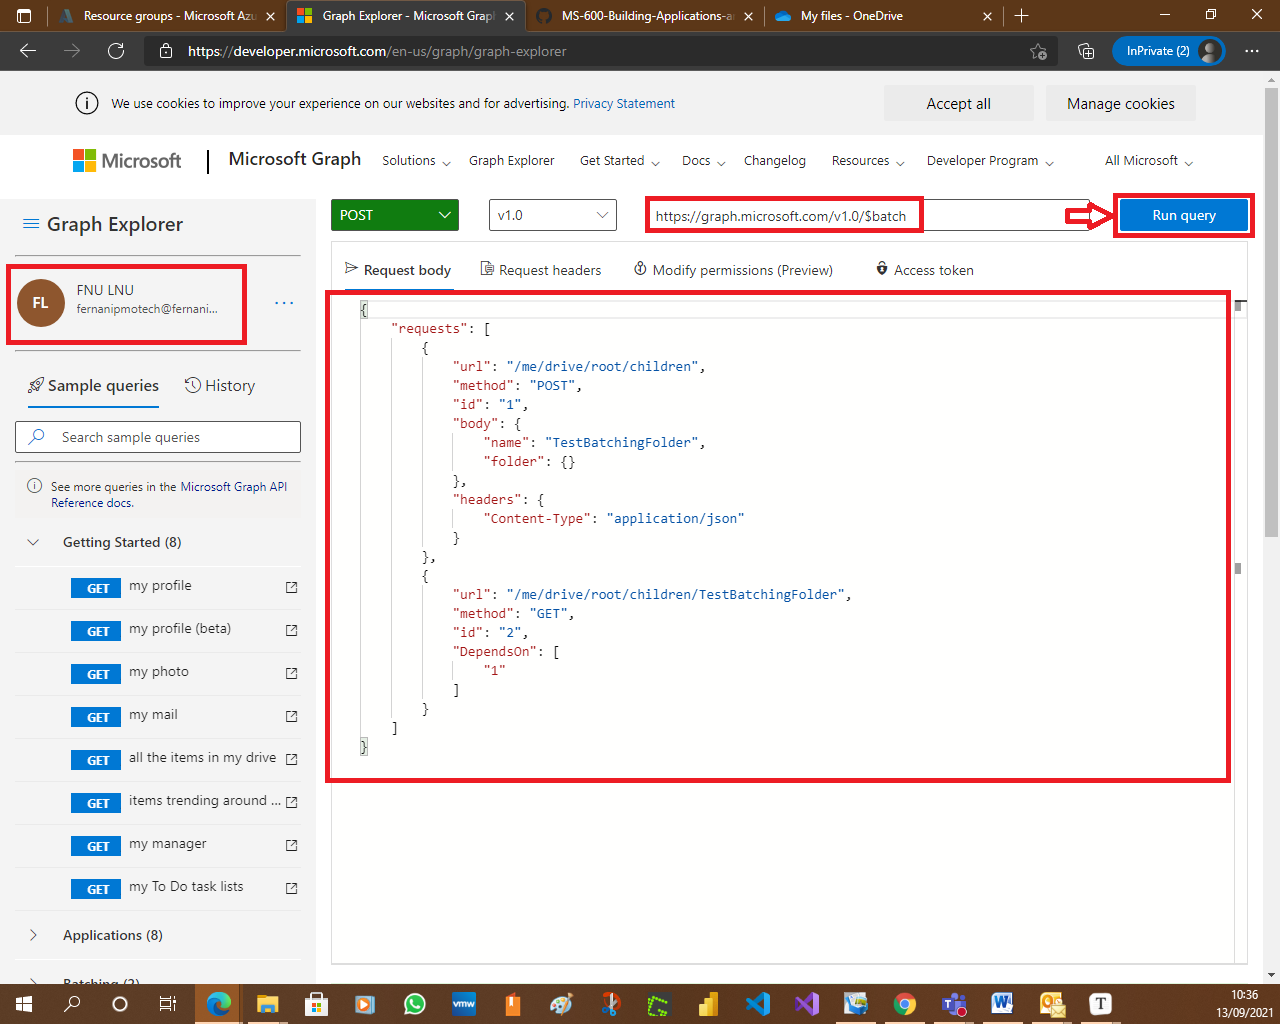 Resource groups - Microsoft Azu
Graph Explorer - Microsoft Graph
MS-600-Building-Applications-a
My files - OneDrive
https://developer.microsoft.com/en-us/graph/graph-explorer
InPrivate (2)
We use cookies to improve your experience on our websites and for advertising. Privacy Statement
Accept all
Manage cookies
Microsoft
Microsoft Graph
Solutions
Graph Explorer
Get Started
Docs
Changelog
Resources
Developer Program
All Microsoft
Graph Explorer
POST
v1.0
https://graph.microsoft.com/v1.0/$batch
Run query
FL
FNU LNU
fernanipmotech@fernani...
...
Request body
Request headers
Modify permissions (Preview)
Access token
Sample queries
History
Search sample queries
See more queries in the Microsoft Graph API
Reference docs.
Getting Started (8)
GET my profile
GET my profile (beta)
GET my photo
GET my mail
GET all the items in my drive
GET items trending around ...
GET my manager
GET my To Do task lists
Applications (8)
Batching (2)
{
"requests": [
{
"url": "/me/drive/root/children",
"method": "POST",
"id": "1",
"body": {
"name": "TestBatchingFolder",
"folder": {}
},
"headers": {
"Content-Type": "application/json"
}
},
{
"url": "/me/drive/root/children/TestBatchingFolder",
"method": "GET",
"id": "2",
"DependsOn": [
"1"
]
}
]
}
vmw
10:36
13/09/2021